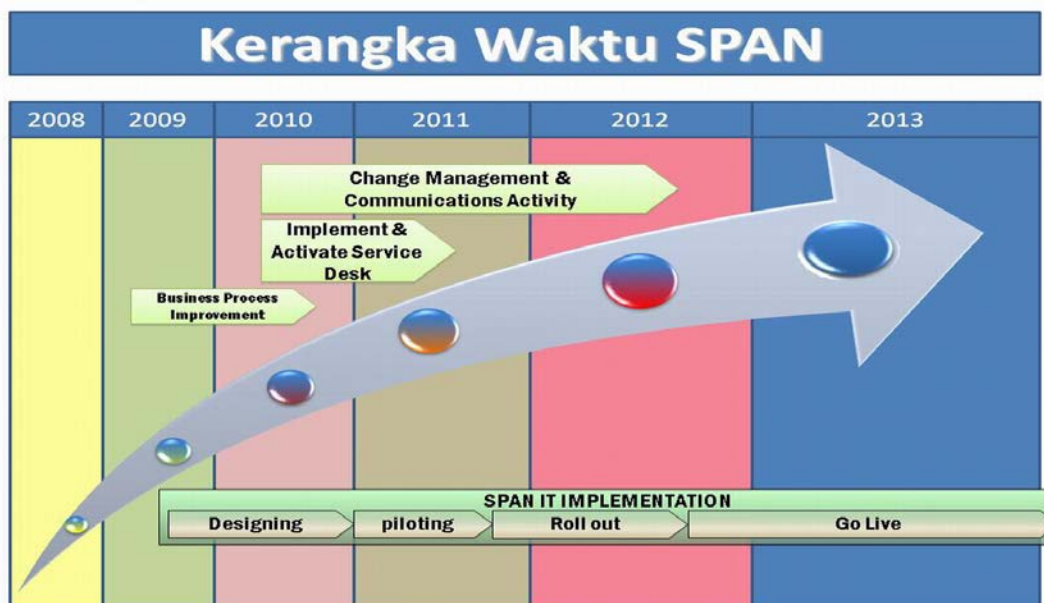 Kerangka Waktu SPAN
2008 2009 2010 2011 2012 2013
Change Management &
Communications Activity
Implement &
Activate Service
Desk
Business Process
Improvement
SPAN IT IMPLEMENTATION
Designing piloting Roll out Go Live